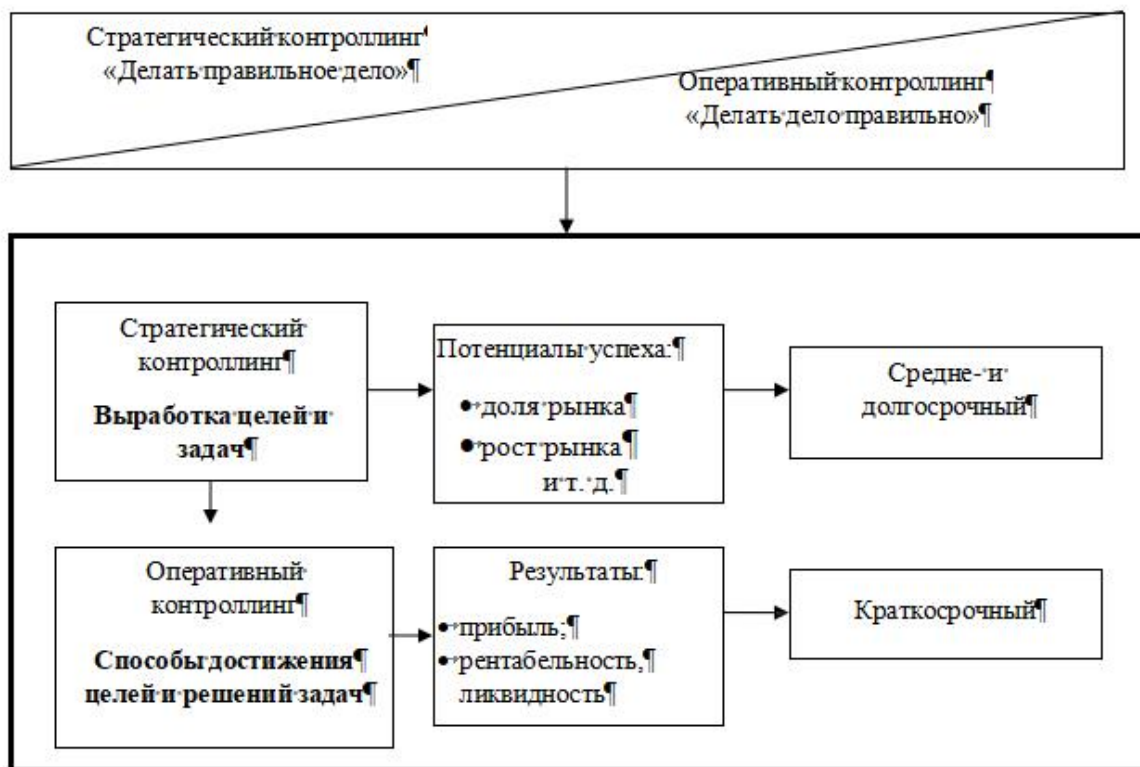 Стратегический контроллинг¶
«Делать правильное дело»¶
Оперативный контроллинг¶
«Делать дело правильно»¶
Стратегический
контроллинг¶
Выработка целей и
задач¶
Потенциалы успеха:¶
• доля рынка¶
• рост рынка¶
и т. д.¶
Средне- и
долгосрочный¶
Оперативный
контроллинг¶
Способы достижения¶
целей и решений задач¶
Результаты:¶
• прибыль;¶
• рентабельность,¶
ликвидность¶
Краткосрочный¶